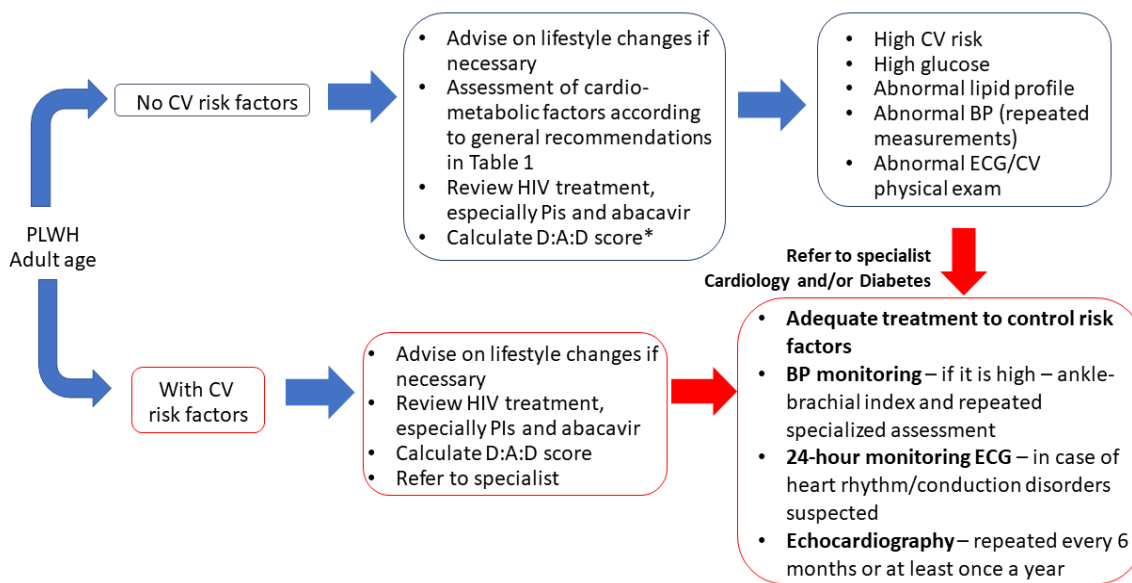 PLWH
Adult age
No CV risk factors
• Advise on lifestyle changes if
necessary
• Assessment of cardio-
metabolic factors according
to general recommendations
in Table 1
• Review HIV treatment,
especially Pis and abacavir
• Calculate D:A:D score*
• High CV risk
• High glucose
• Abnormal lipid profile
• Abnormal BP (repeated
measurements)
• Abnormal ECG/CV
physical exam
Refer to specialist
Cardiology and/or Diabetes
With CV
risk factors
• Advise on lifestyle changes if
necessary
• Review HIV treatment,
especially PIs and abacavir
• Calculate D:A:D score
• Refer to specialist
• Adequate treatment to control risk
factors
• BP monitoring – if it is high – ankle-
brachial index and repeated
specialized assessment
• 24-hour monitoring ECG – in case of
heart rhythm/conduction disorders
suspected
• Echocardiography – repeated every 6
months or at least once a year